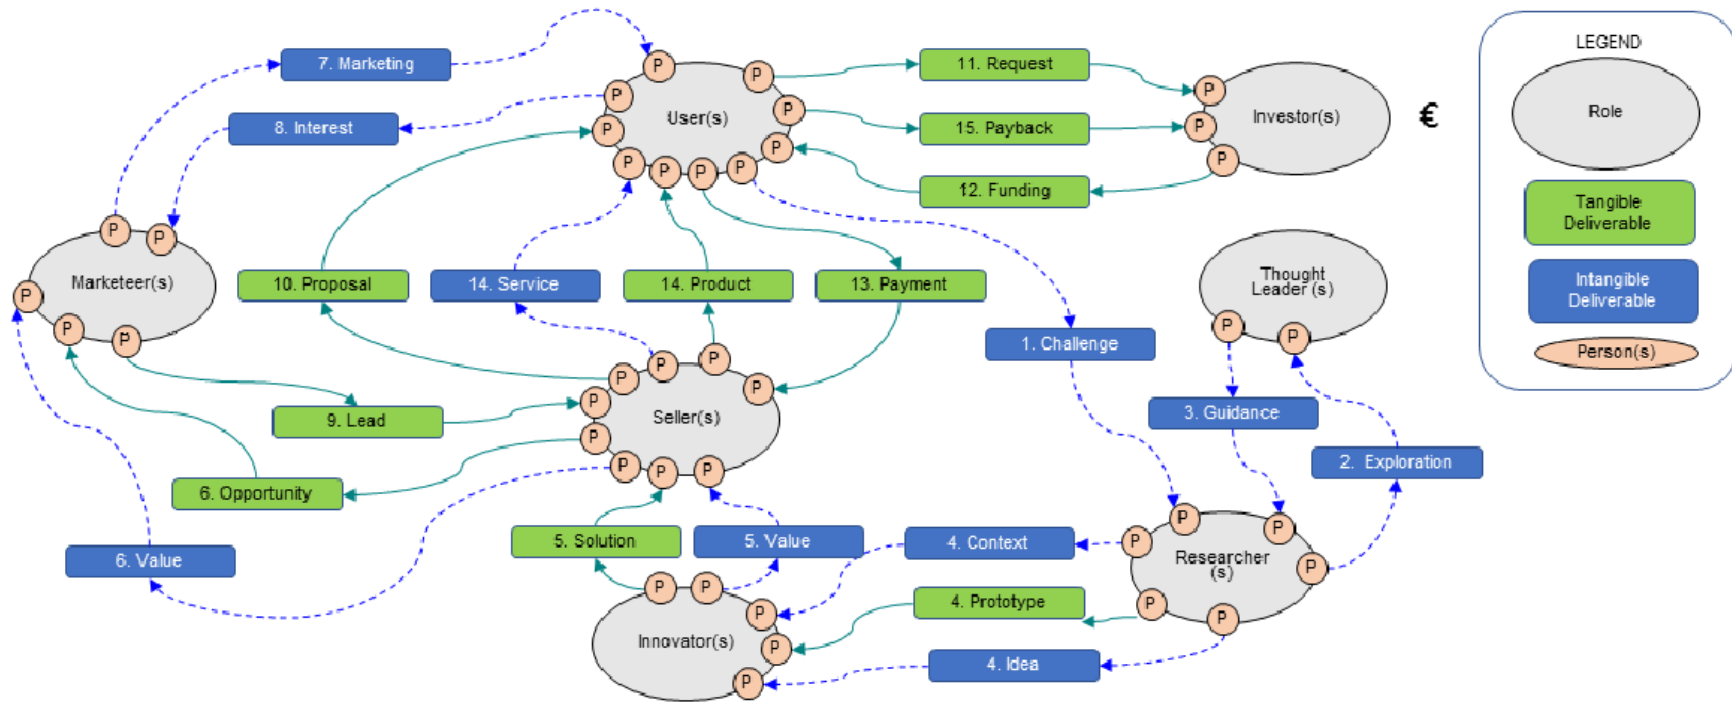 LEGEND
Role
Tangible
Deliverable
Intangible
Deliverable
Person(s)
7. Marketing
8. Interest
P
P
P
P
P
P
P
P
P
P
User(s)
11. Request
15. Payback
12. Funding
P
P
P
Investor(s)
€
P
P
P
P
P
Marketeer(s)
10. Proposal
14. Service
14. Product
13. Payment
Thought
Leader (s)
P
P
1. Challenge
3. Guidance
2. Exploration
9. Lead
6. Opportunity
6. Value
P
P
P
P
P
P
P
P
P
Seller(s)
5. Solution
5. Value
4. Context
4. Prototype
4. Idea
P
P
P
P
P
P
Researcher
(s)
P
P
P
P
P
Innovator(s)